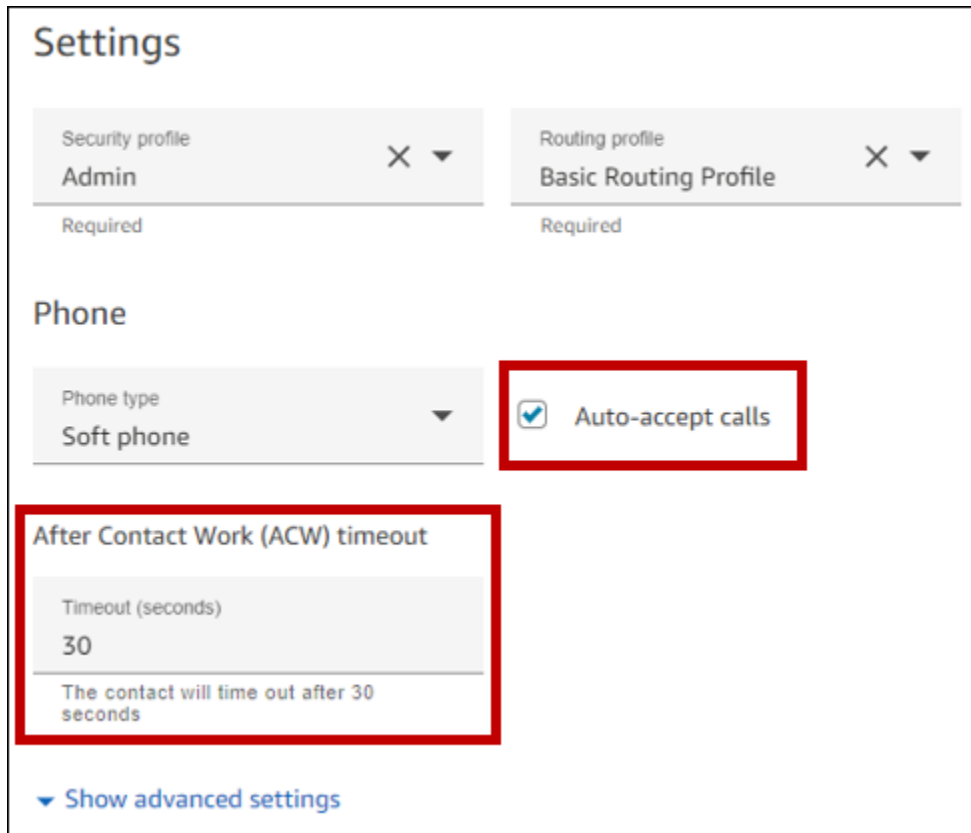 Settings
Security profile
Admin
Required
Routing profile
Basic Routing Profile
Required
Phone
Phone type
Soft phone
Auto-accept calls
After Contact Work (ACW) timeout
Timeout (seconds)
30
The contact will time out after 30
seconds
Show advanced settings